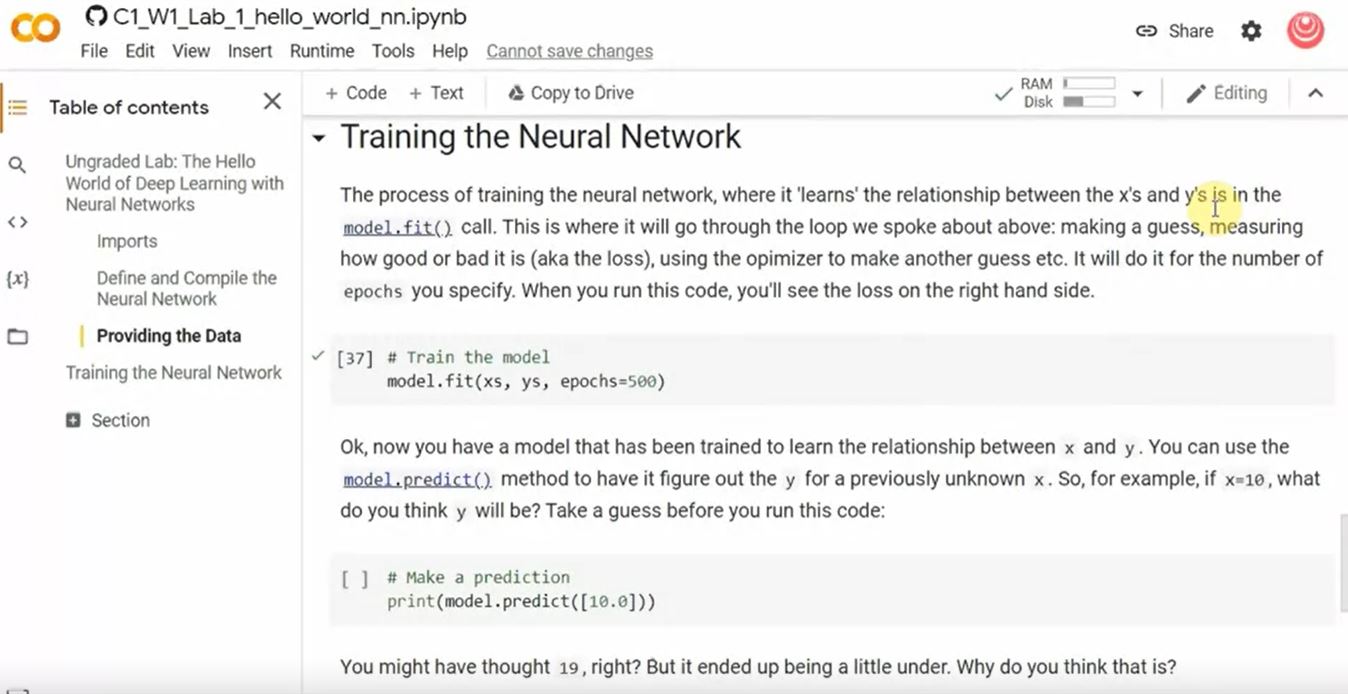 C1_W1_Lab_1_hello_world_nn.ipynb
File Edit View Insert Runtime Tools Help Cannot save changes
Share
Table of contents
Ungraded Lab: The Hello
World of Deep Learning with
Neural Networks
Imports
Define and Compile the
Neural Network
Providing the Data
Training the Neural Network
Section
+ Code + Text Copy to Drive
RAM
Disk
Editing
Training the Neural Network
The process of training the neural network, where it 'learns' the relationship between the x's and y's is in the
model.fit() call. This is where it will go through the loop we spoke about above: making a guess, measuring
how good or bad it is (aka the loss), using the opimizer to make another guess etc. It will do it for the number of
epochs you specify. When you run this code, you'll see the loss on the right hand side.
[37] # Train the model
model.fit(xs, ys, epochs=500)
Ok, now you have a model that has been trained to learn the relationship between x and y. You can use the
model.predict() method to have it figure out the y for a previously unknown x. So, for example, if x=10, what
do you think y will be? Take a guess before you run this code:
[ ] # Make a prediction
print(model.predict([10.0]))
You might have thought 19, right? But it ended up being a little under. Why do you think that is?